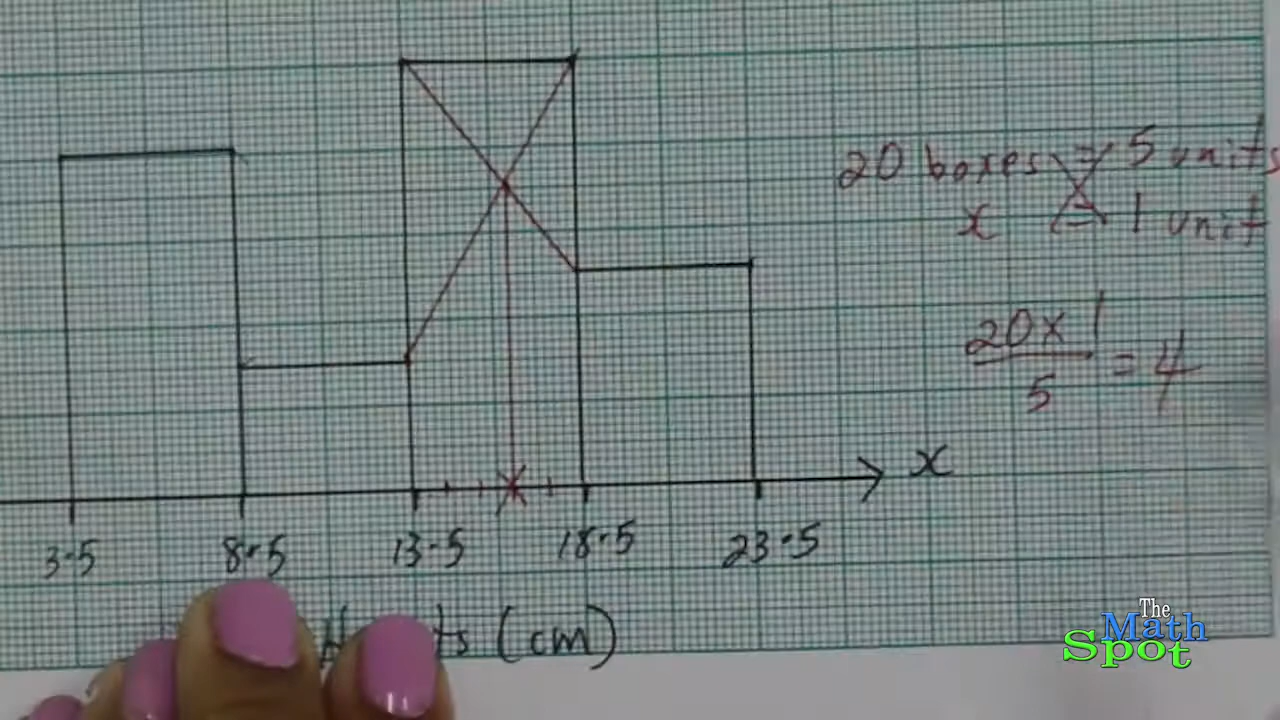 20 boxes = 5 units
x = 1 unit
20 x 1
5
= 4
x
3.5 8.5 13.5 18.5 23.5
(cm)
The
Math
Spot